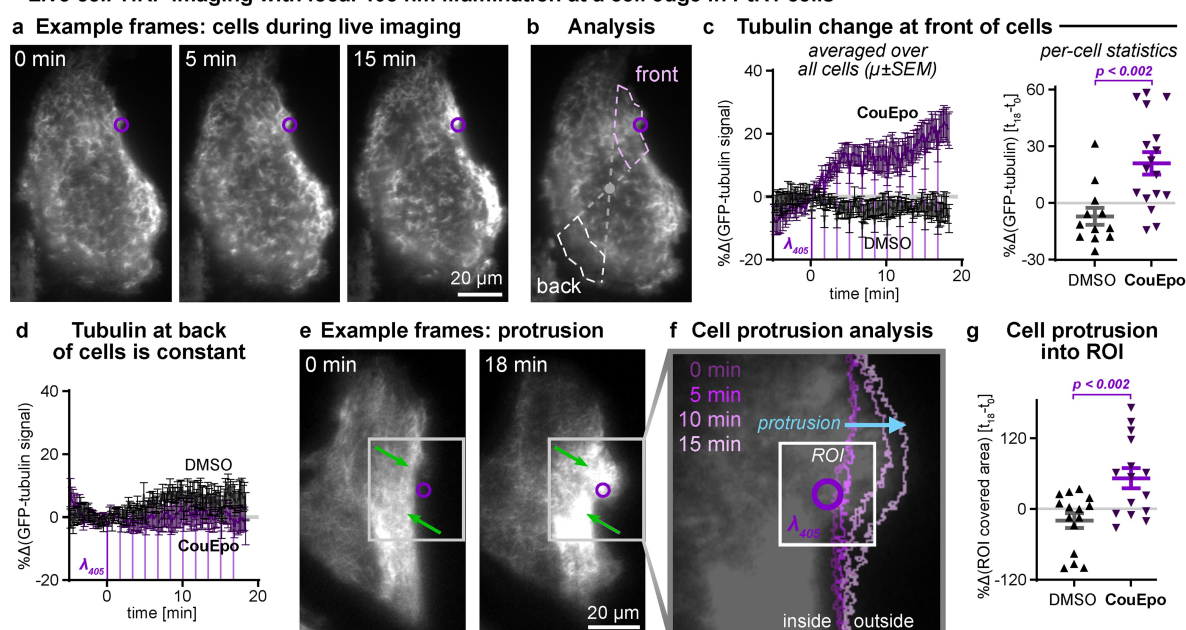 a Example frames: cells during live imaging
0 min
5 min
15 min
20 µm
b Analysis
front
back
c Tubulin change at front of cells
averaged over
all cells (µ±SEM)
%Δ(GFP-tubulin signal)
40
20
0
-20
CouEpo
DMSO
λ405
0
10
20
time [min]
per-cell statistics
p < 0.002
%Δ(GFP-tubulin) [t18-t0]
60
30
0
-30
DMSO CouEpo
d Tubulin at back
of cells is constant
%Δ(GFP-tubulin signal)
40
20
0
-20
DMSO
CouEpo
λ405
0
10
20
time [min]
e Example frames: protrusion
0 min
18 min
20 µm
f Cell protrusion analysis
0 min
5 min
10 min
15 min
protrusion
ROI
λ405
inside outside
g Cell protrusion
into ROI
p < 0.002
%Δ(ROI covered area) [t18-t0]
120
0
-120
DMSO CouEpo